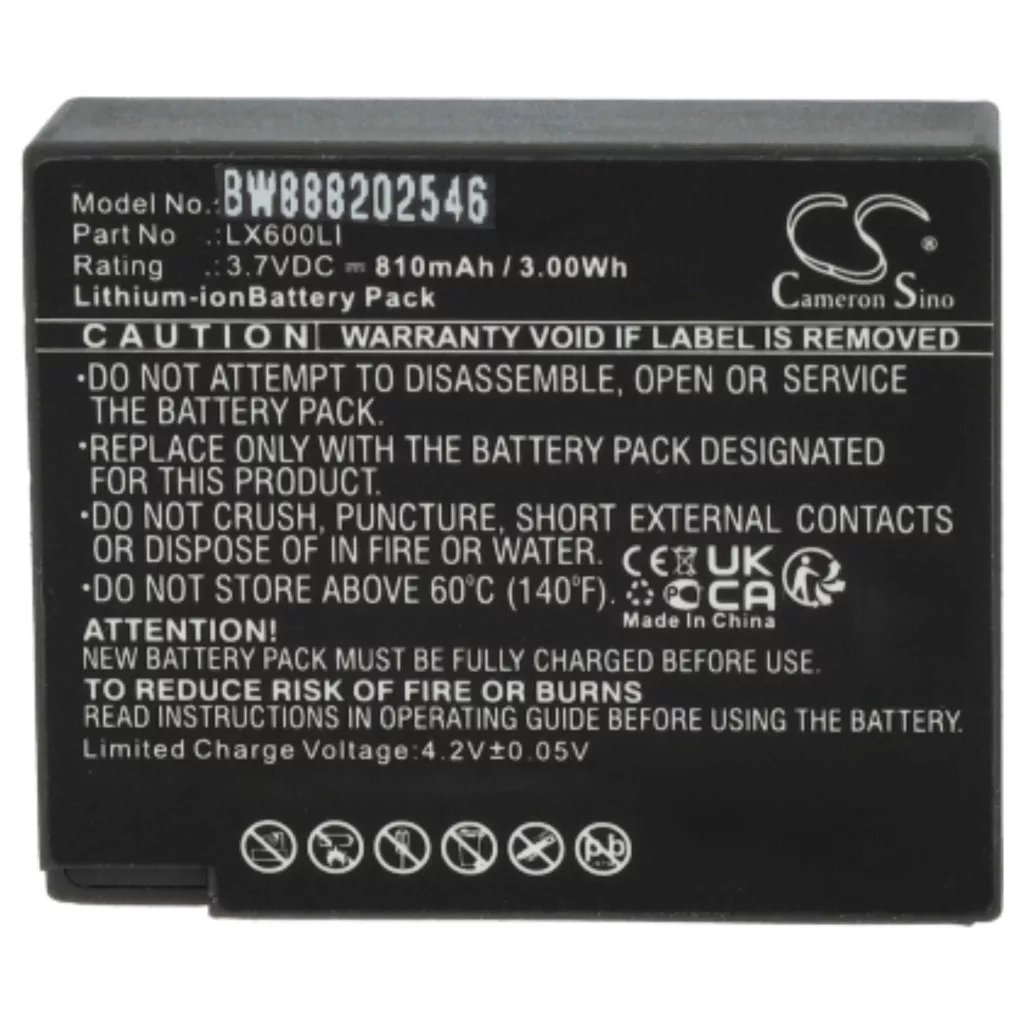 Model No.: BW888202546
Part No .: LX600LI
Rating .: 3.7VDC ⎓ 810mAh / 3.00Wh
Lithium-ionBattery Pack
CS®
Cameron Sino
CAUTION WARRANTY VOID IF LABEL IS REMOVED
·DO NOT ATTEMPT TO DISASSEMBLE, OPEN OR SERVICE
THE BATTERY PACK.
·REPLACE ONLY WITH THE BATTERY PACK DESIGNATED
FOR THIS PRODUCT.
·DO NOT CRUSH, PUNCTURE, SHORT EXTERNAL CONTACTS
OR DISPOSE OF IN FIRE OR WATER.
·DO NOT STORE ABOVE 60°C (140°F).
CE UK
CA
Made In China
ATTENTION!
NEW BATTERY PACK MUST BE FULLY CHARGED BEFORE USE.
TO REDUCE RISK OF FIRE OR BURNS
READ INSTRUCTIONS IN OPERATING GUIDE BEFORE USING THE BATTERY.
Limited Charge Voltage:4.2V±0.05V
Pb